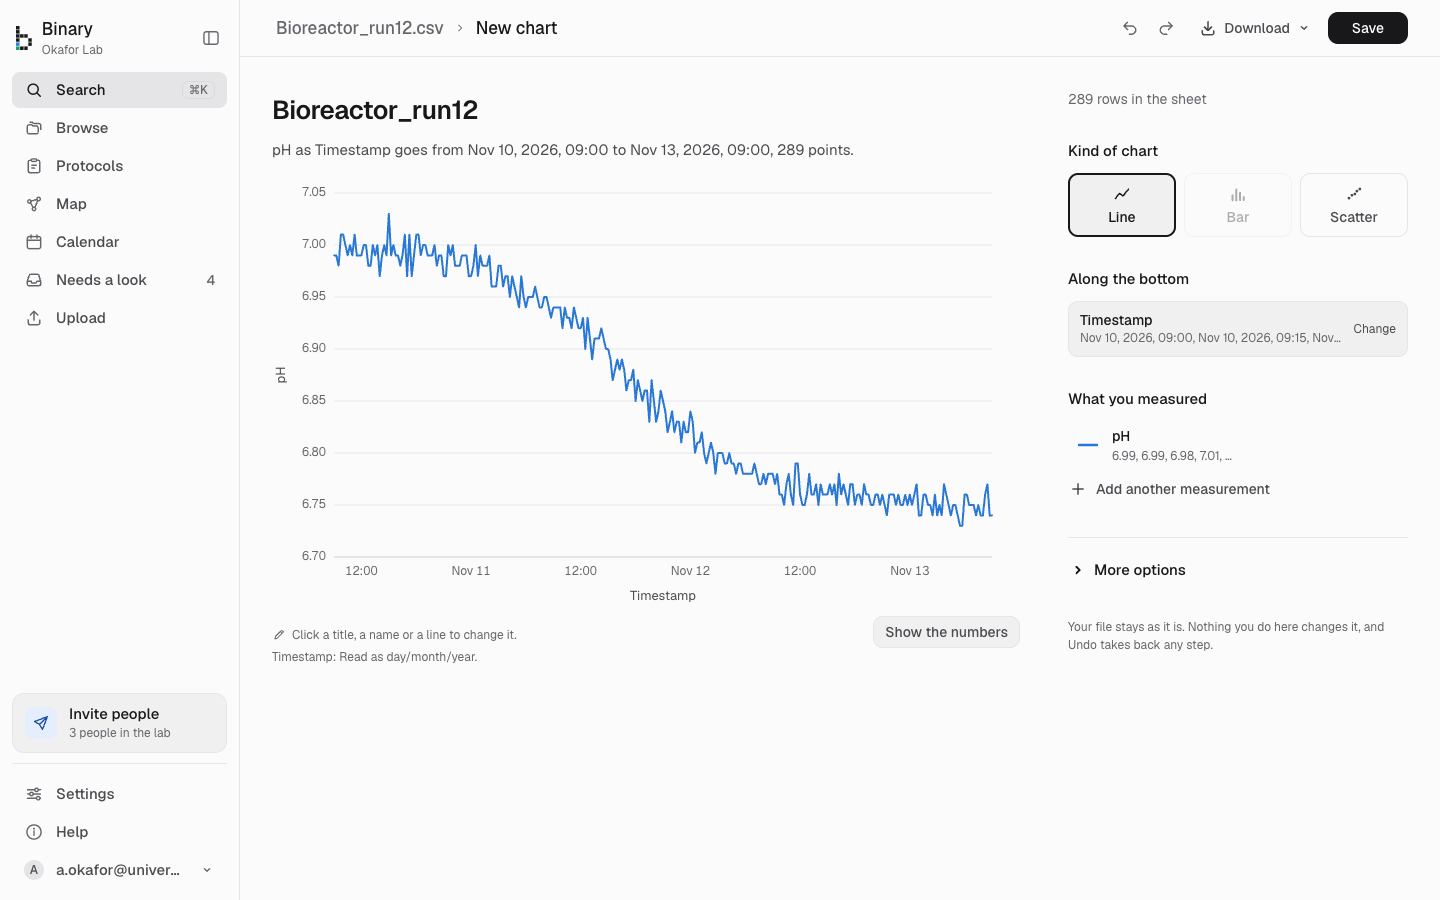 Binary
Okafor Lab
Search ⌘K
Browse
Protocols
Map
Calendar
Needs a look 4
Upload
Invite people
3 people in the lab
Settings
Help
A a.okafor@univer...
Bioreactor_run12.csv › New chart
Download
Save
Bioreactor_run12
pH as Timestamp goes from Nov 10, 2026, 09:00 to Nov 13, 2026, 09:00, 289 points.
7.05
7.00
6.95
6.90
6.85
6.80
6.75
6.70
pH
12:00 Nov 11 12:00 Nov 12 12:00 Nov 13
Timestamp
Click a title, a name or a line to change it.
Timestamp: Read as day/month/year.
Show the numbers
289 rows in the sheet
Kind of chart
Line Bar Scatter
Along the bottom
Timestamp
Nov 10, 2026, 09:00, Nov 10, 2026, 09:15, Nov...
Change
What you measured
pH
6.99, 6.99, 6.98, 7.01, ...
Add another measurement
More options
Your file stays as it is. Nothing you do here changes it, and
Undo takes back any step.